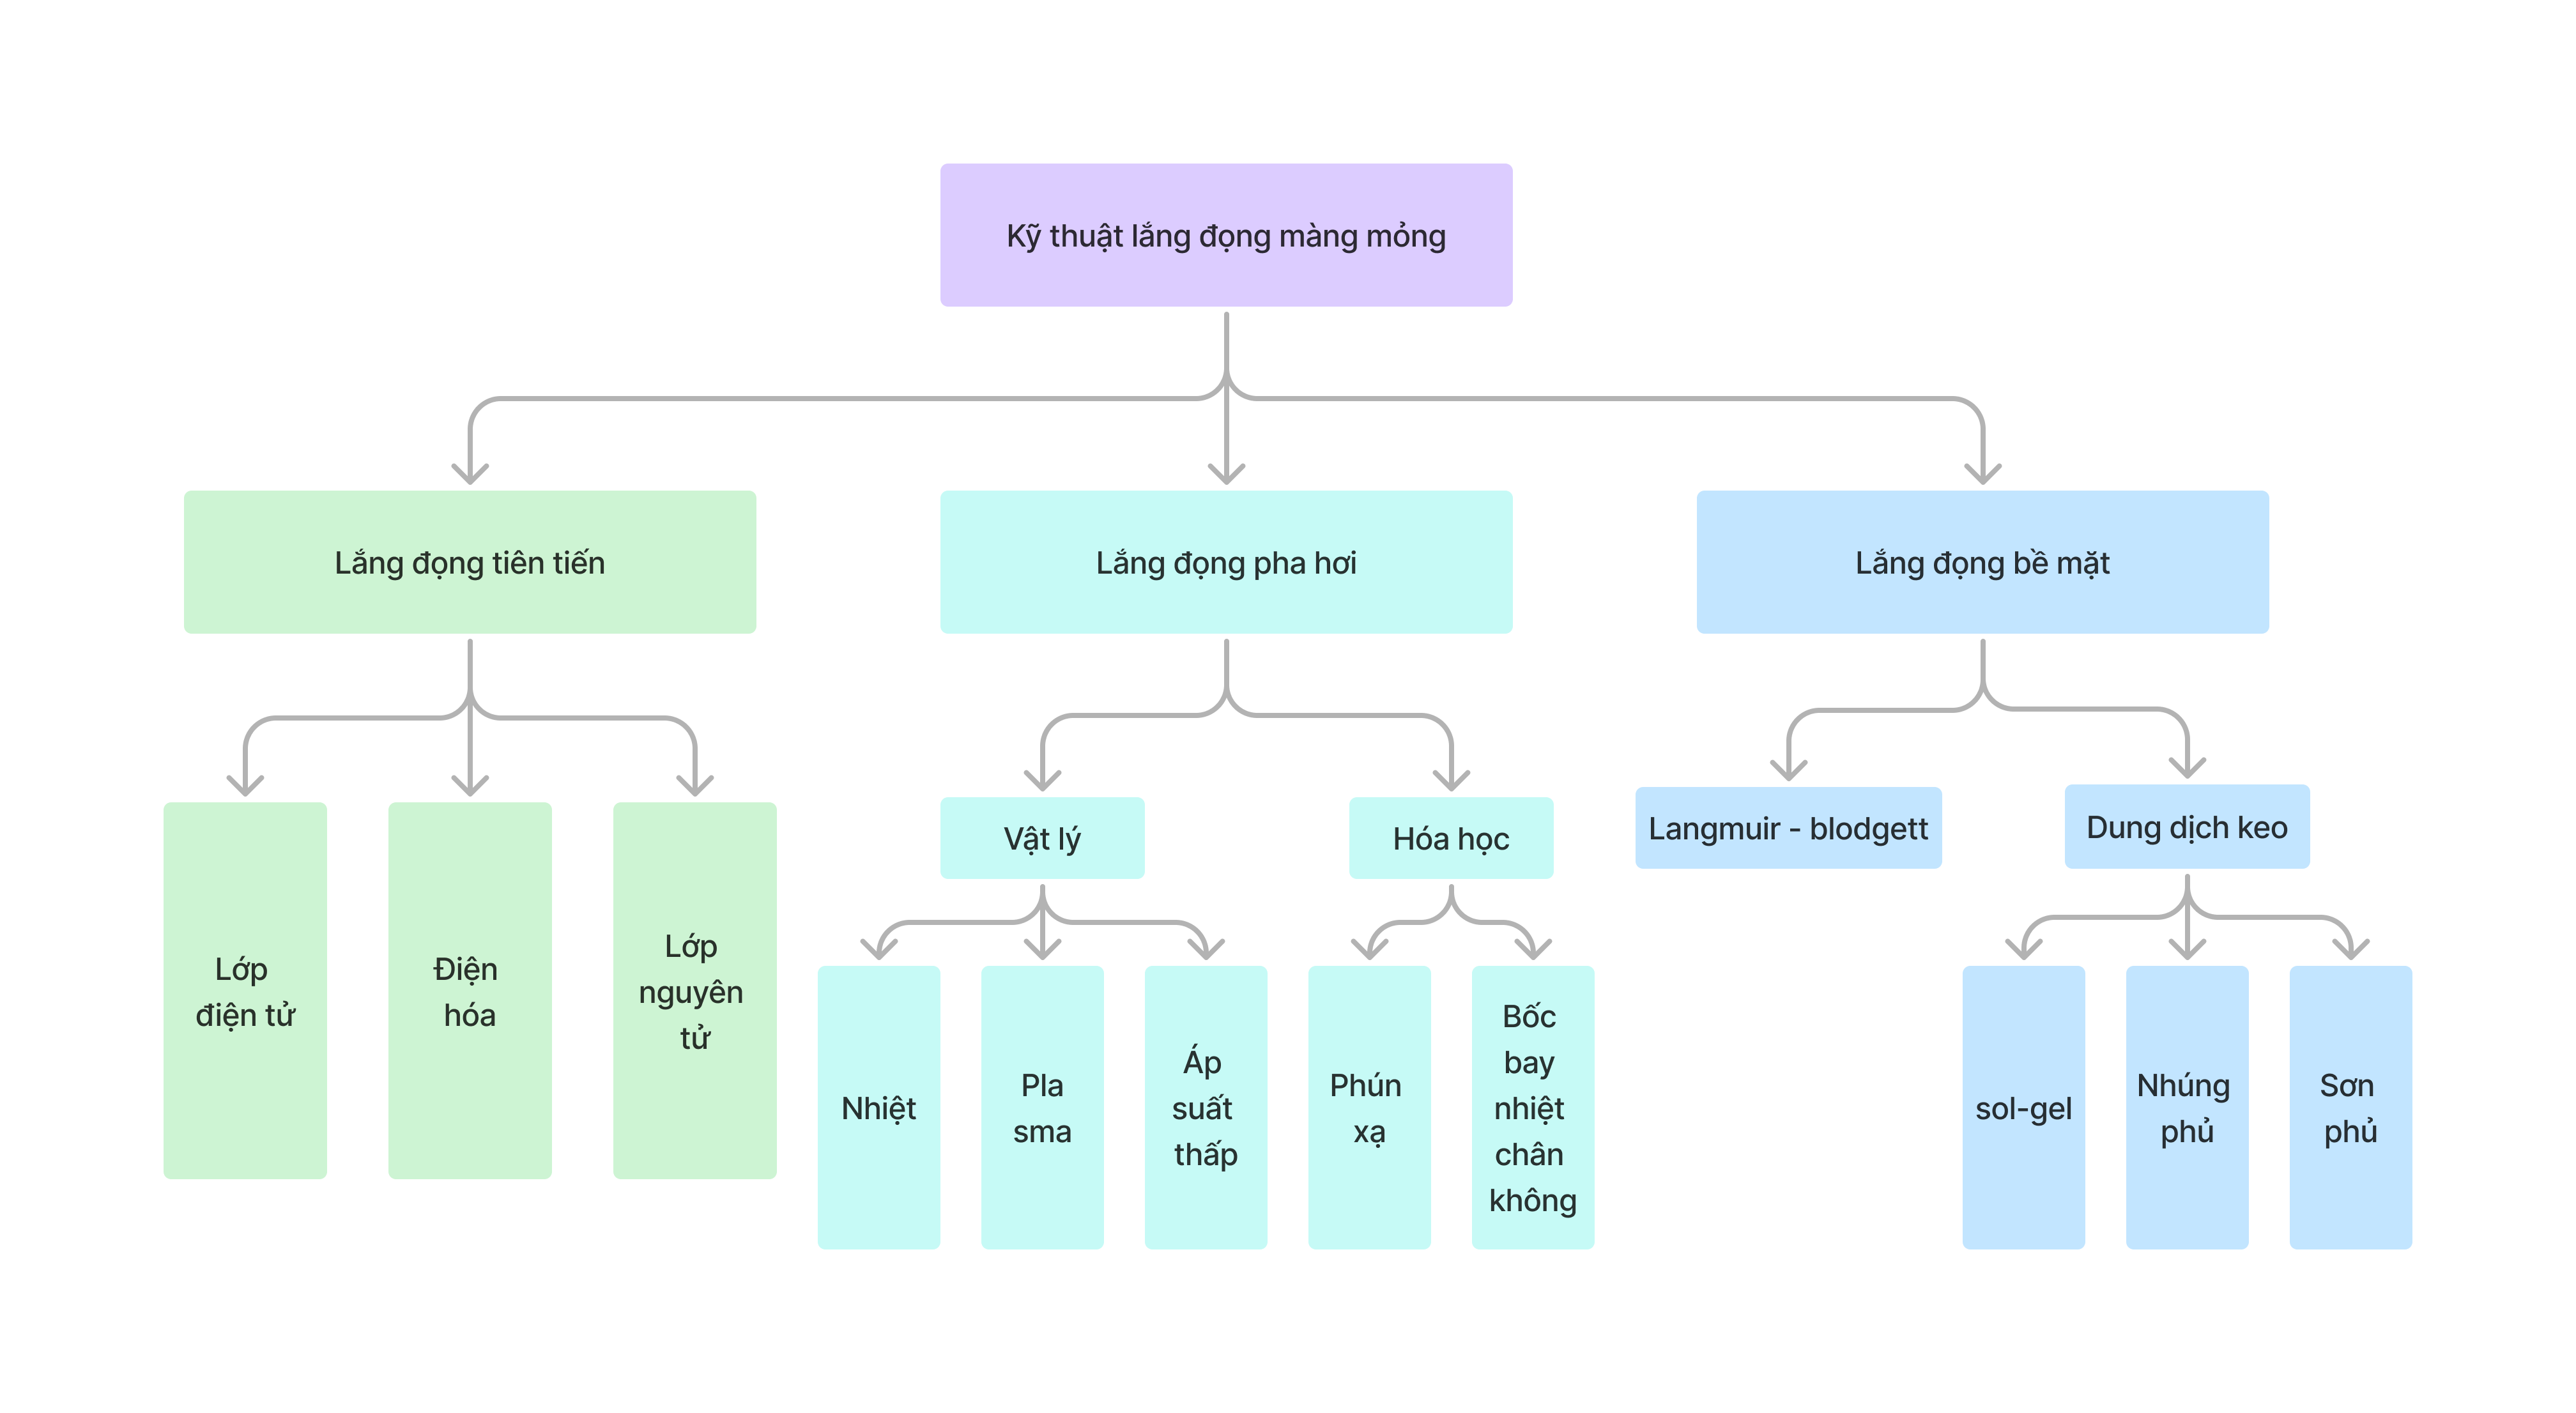 Kỹ thuật lắng đọng màng mỏng
Lắng đọng tiên tiến
Lắng đọng pha hơi
Lắng đọng bề mặt
Lớp
điện tử
Điện
hóa
Lớp
nguyên
tử
Vật lý
Hóa học
Langmuir - blodgett
Dung dịch keo
Nhiệt
Pla
sma
Áp
suất
thấp
Phún
xạ
Bốc
bay
nhiệt
chân
không
sol-gel
Nhúng
phủ
Sơn
phủ